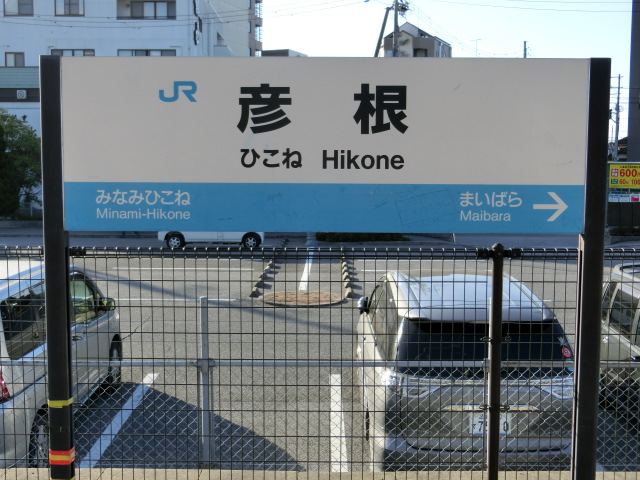 JR
彦根
ひこね Hikone
みなみひこね
Minami-Hikone
まいばら
Maibara
600